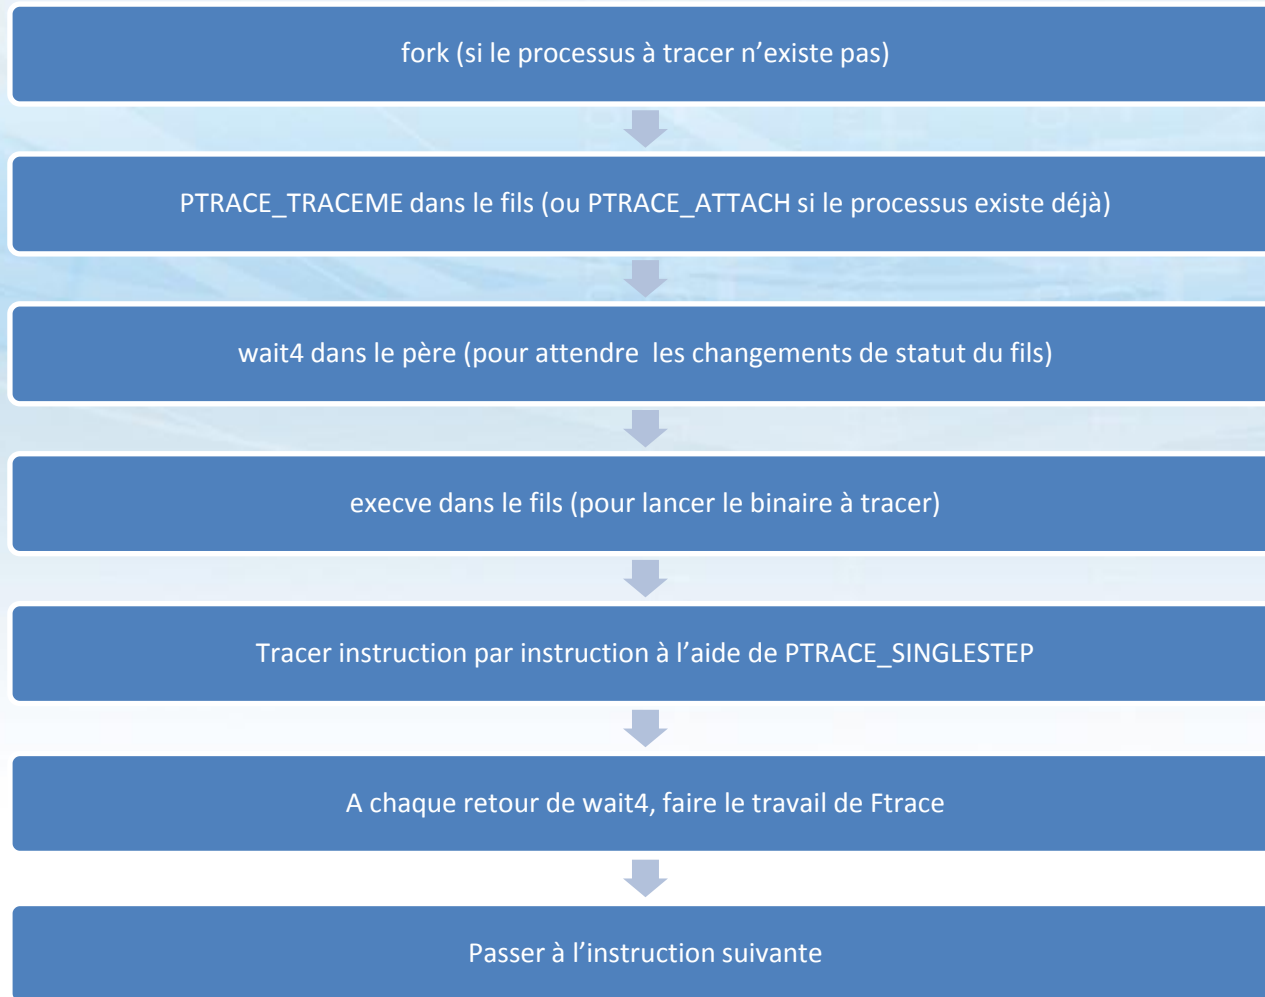 fork (si le processus à tracer n’existe pas)
PTRACE_TRACEME dans le fils (ou PTRACE_ATTACH si le processus existe déjà)
wait4 dans le père (pour attendre  les changements de statut du fils)
execve dans le fils (pour lancer le binaire à tracer)
Tracer instruction par instruction à l’aide de PTRACE_SINGLESTEP
A chaque retour de wait4, faire le travail de Ftrace
Passer à l’instruction suivante